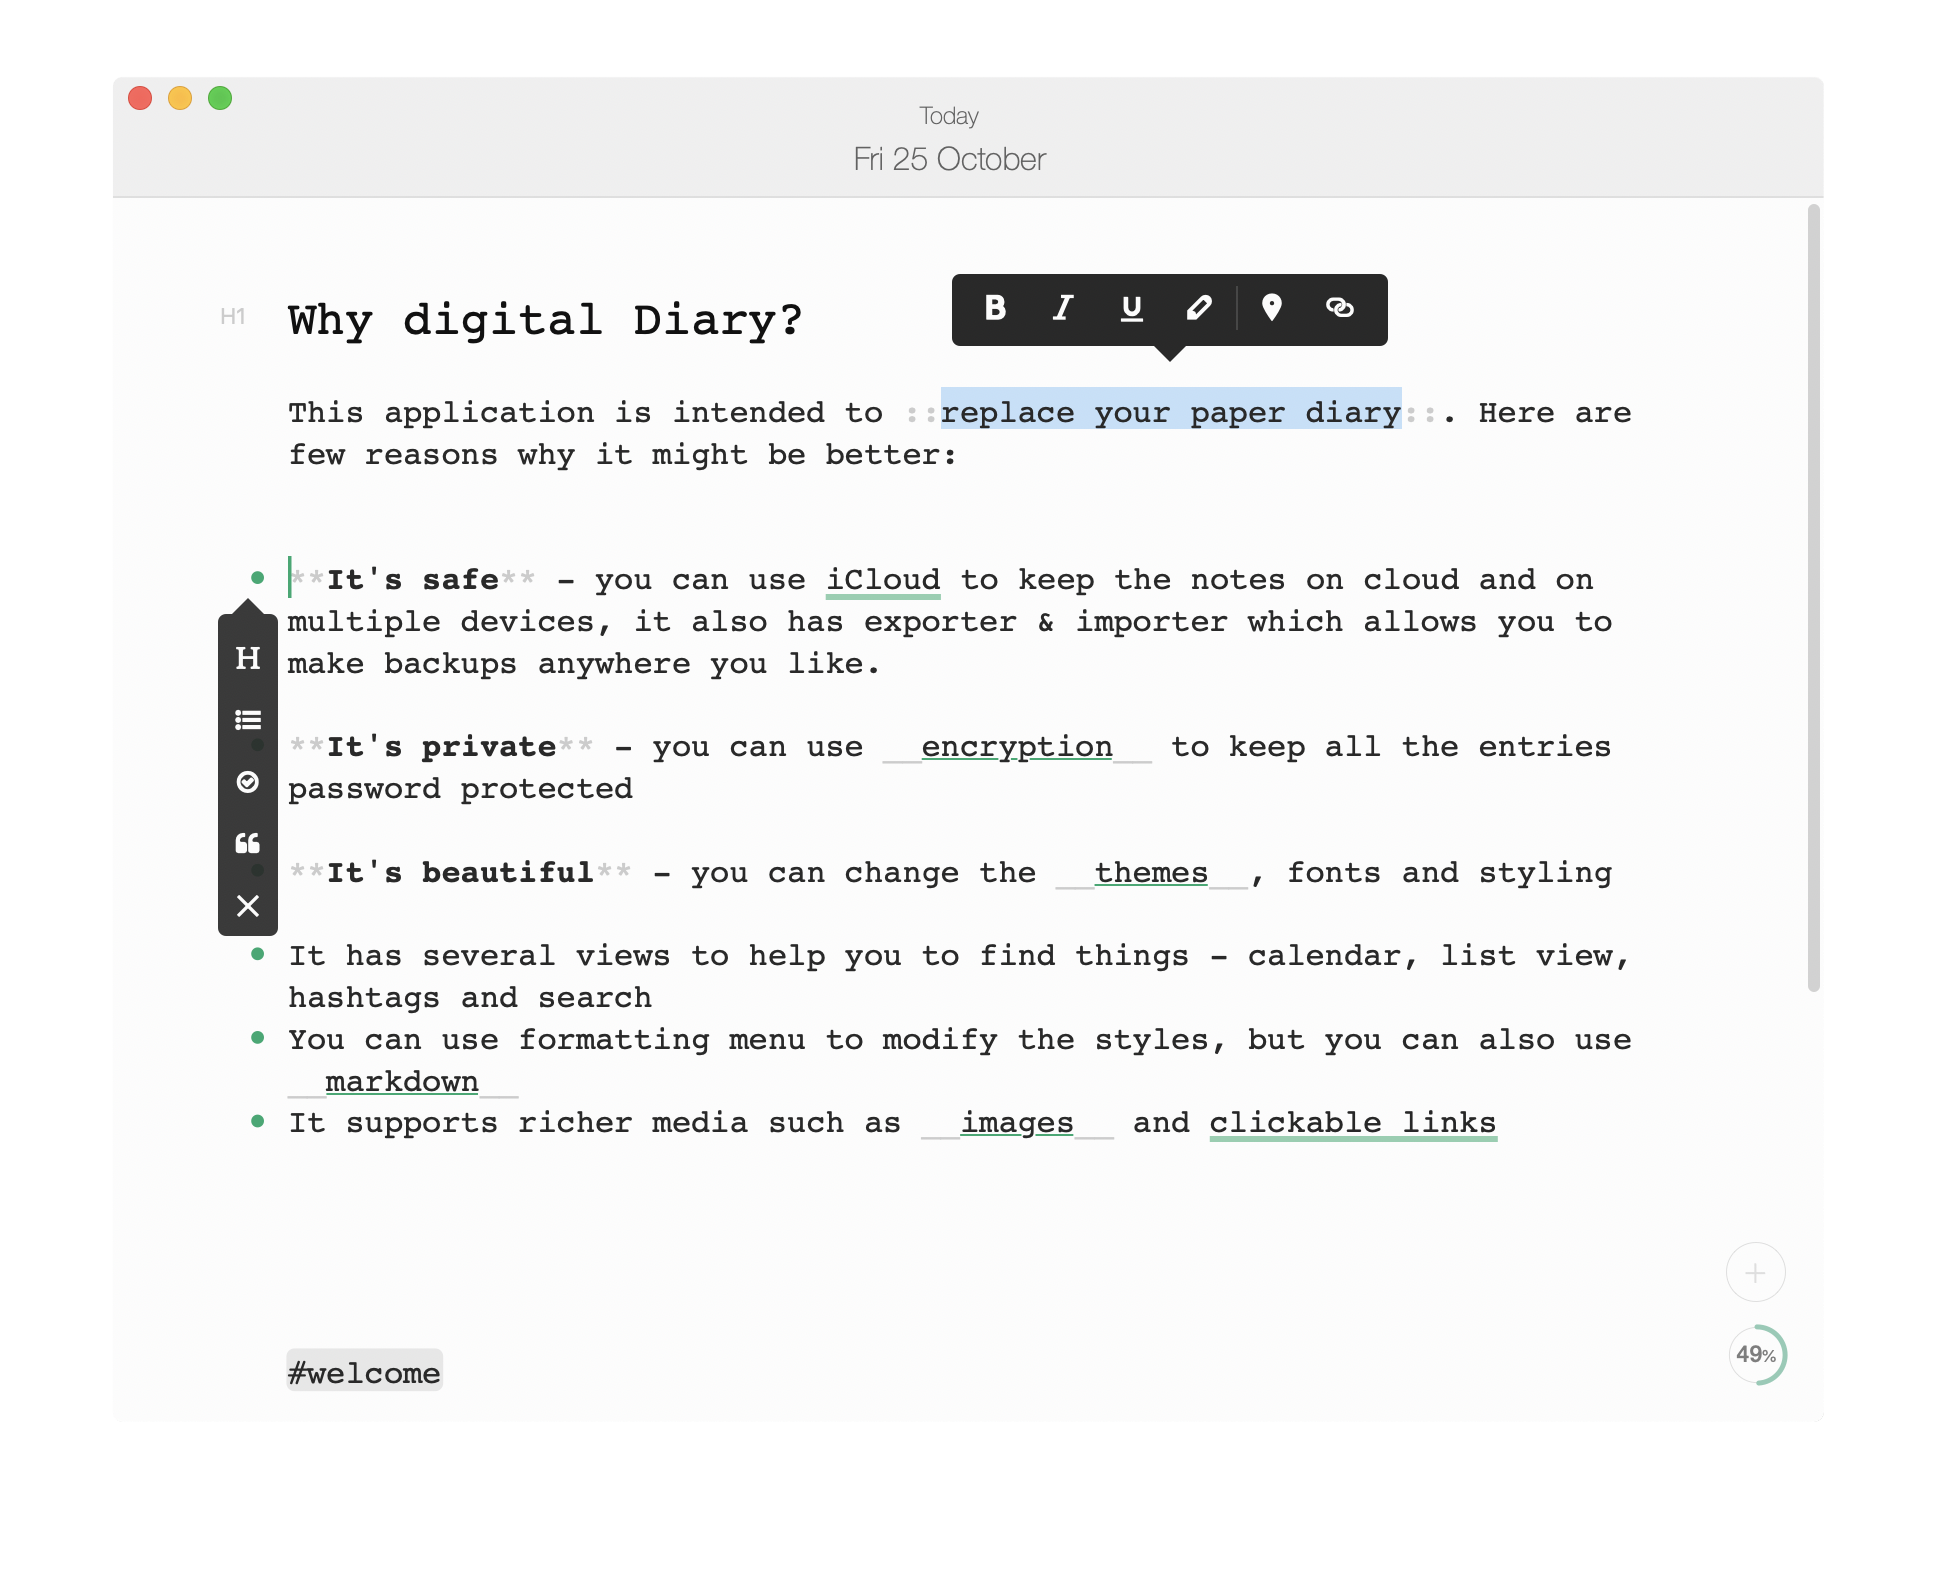 Today
Fri 25 October
H1 Why digital Diary?
B I U
This application is intended to ::replace your paper diary::. Here are
few reasons why it might be better:
**It's safe** – you can use iCloud to keep the notes on cloud and on
multiple devices, it also has exporter & importer which allows you to
make backups anywhere you like.
H
**It's private** – you can use __encryption__ to keep all the entries
password protected
**It's beautiful** – you can change the __themes__, fonts and styling
It has several views to help you to find things – calendar, list view,
hashtags and search
You can use formatting menu to modify the styles, but you can also use
__markdown__
It supports richer media such as __images__ and clickable links
#welcome
49%